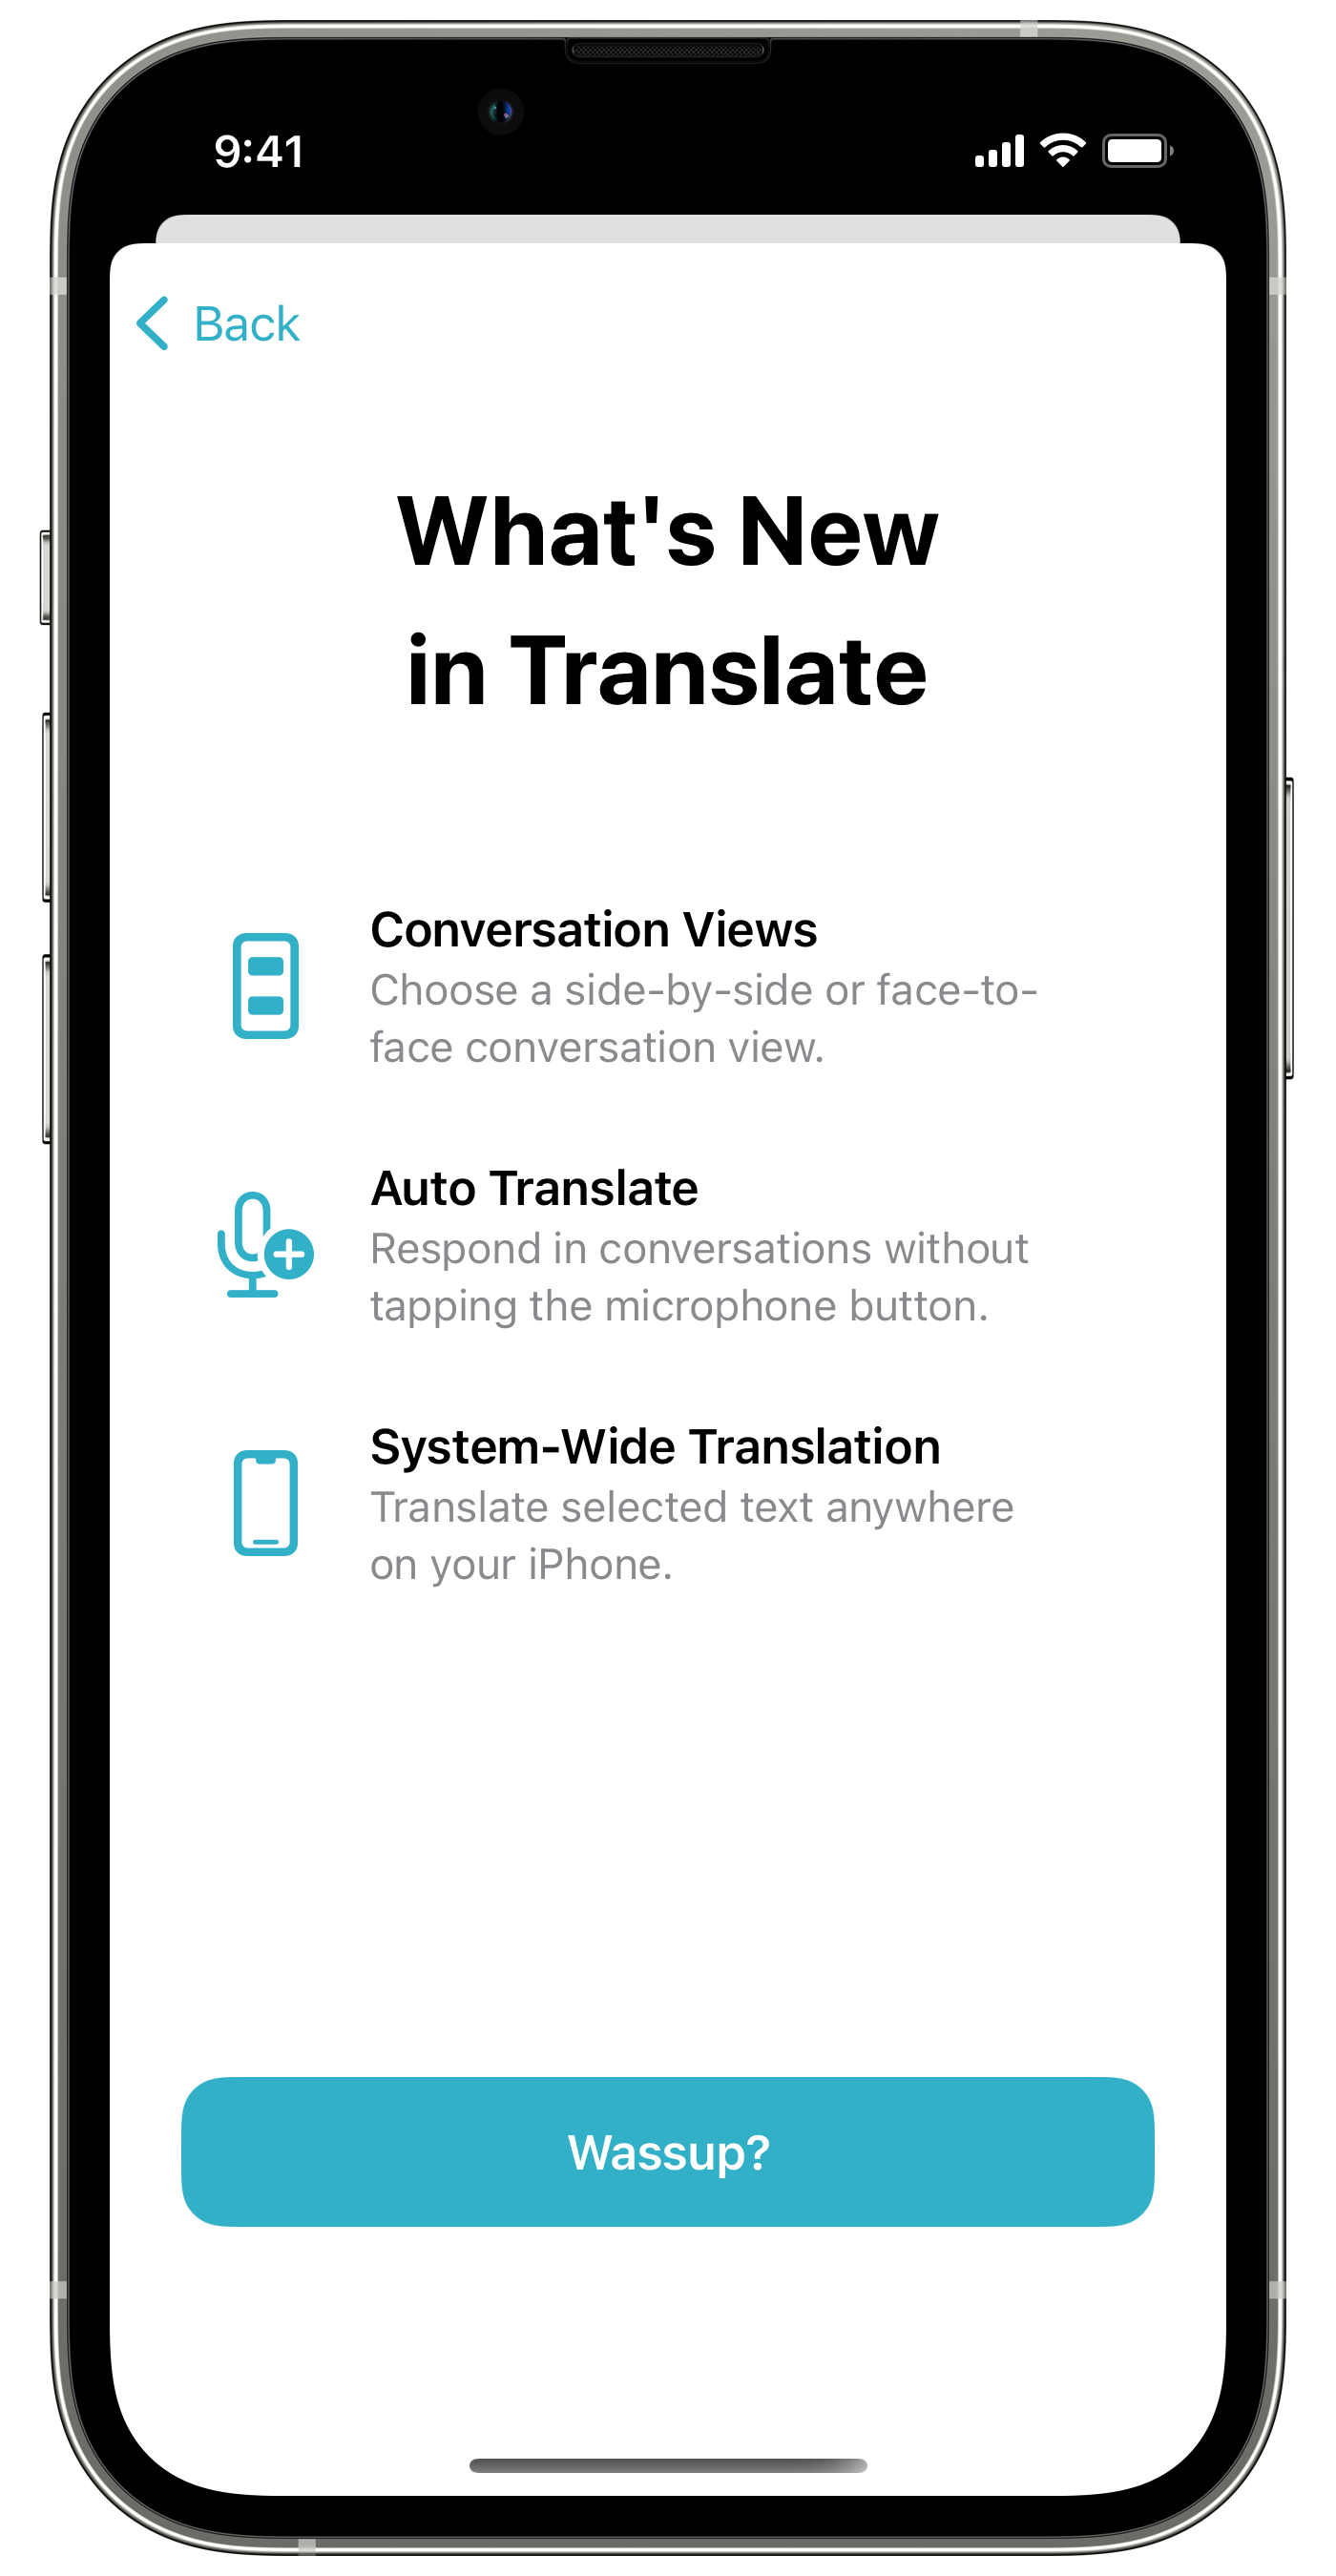 9:41
Back
What's New
in Translate
Conversation Views
Choose a side-by-side or face-to-
face conversation view.
Auto Translate
Respond in conversations without
tapping the microphone button.
System-Wide Translation
Translate selected text anywhere
on your iPhone.
Wassup?